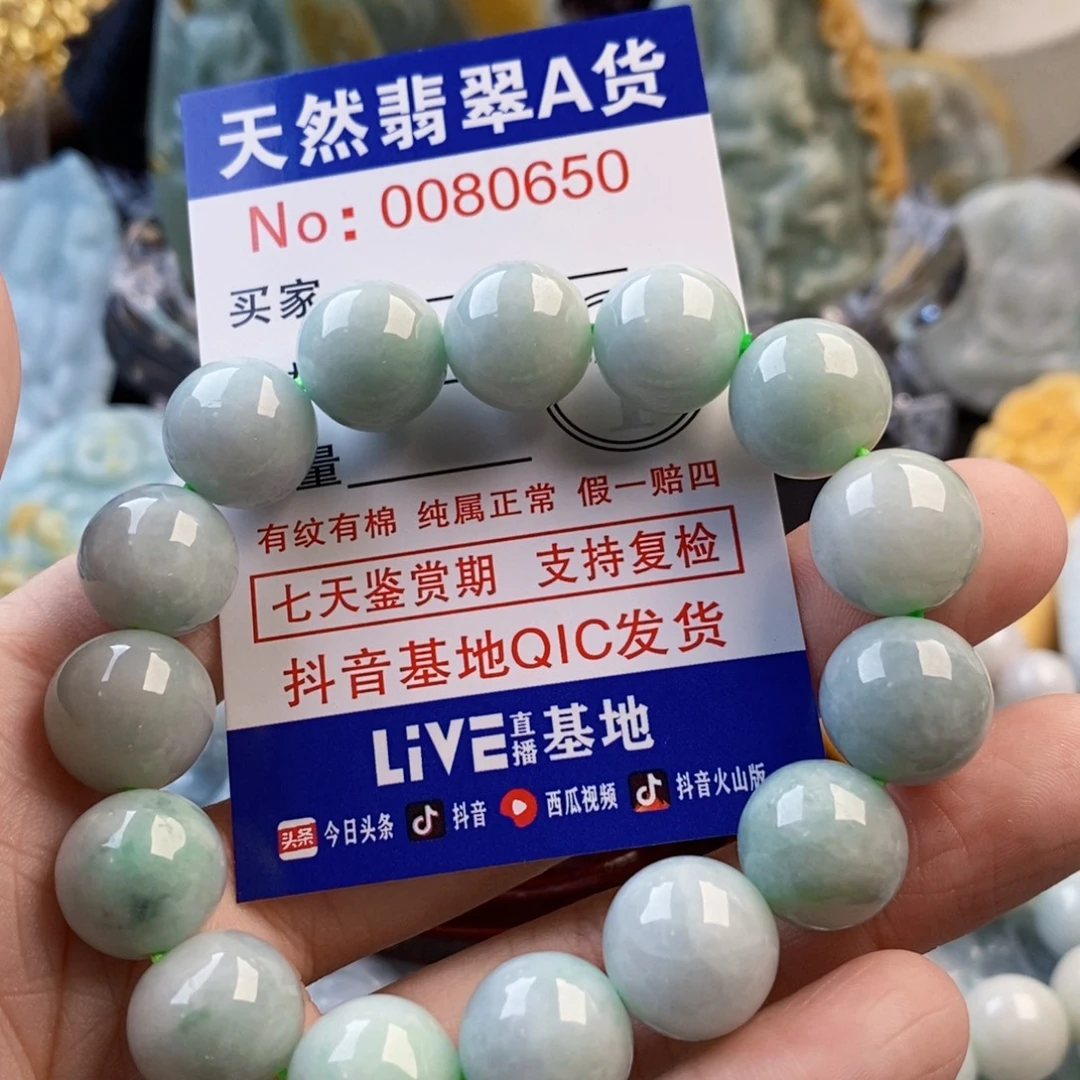 天然翡翠A货
No: 0080650
买家
量
有纹有棉 纯属正常 假一赔四
七天鉴赏期 支持复检
抖音基地QIC发货
LiVE直播基地
头条 今日头条 抖音 西瓜视频 抖音火山版